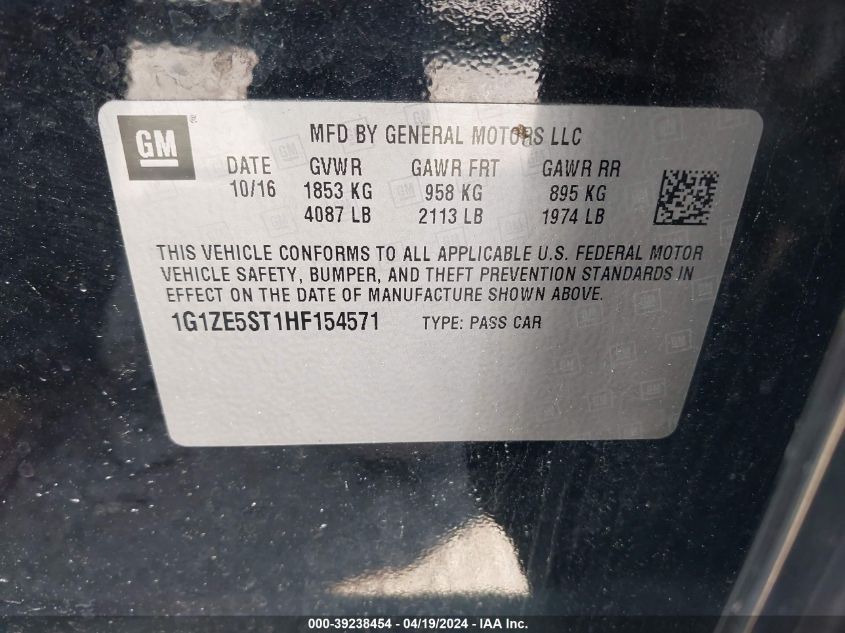 GM ®
MFD BY GENERAL MOTORS LLC
DATE GVWR GAWR FRT GAWR RR
10/16 1853 KG 958 KG 895 KG
4087 LB 2113 LB 1974 LB
THIS VEHICLE CONFORMS TO ALL APPLICABLE U.S. FEDERAL MOTOR
VEHICLE SAFETY, BUMPER, AND THEFT PREVENTION STANDARDS IN
EFFECT ON THE DATE OF MANUFACTURE SHOWN ABOVE.
1G1ZE5ST1HF154571 TYPE: PASS CAR
000-39238454 - 04/19/2024 - IAA Inc.